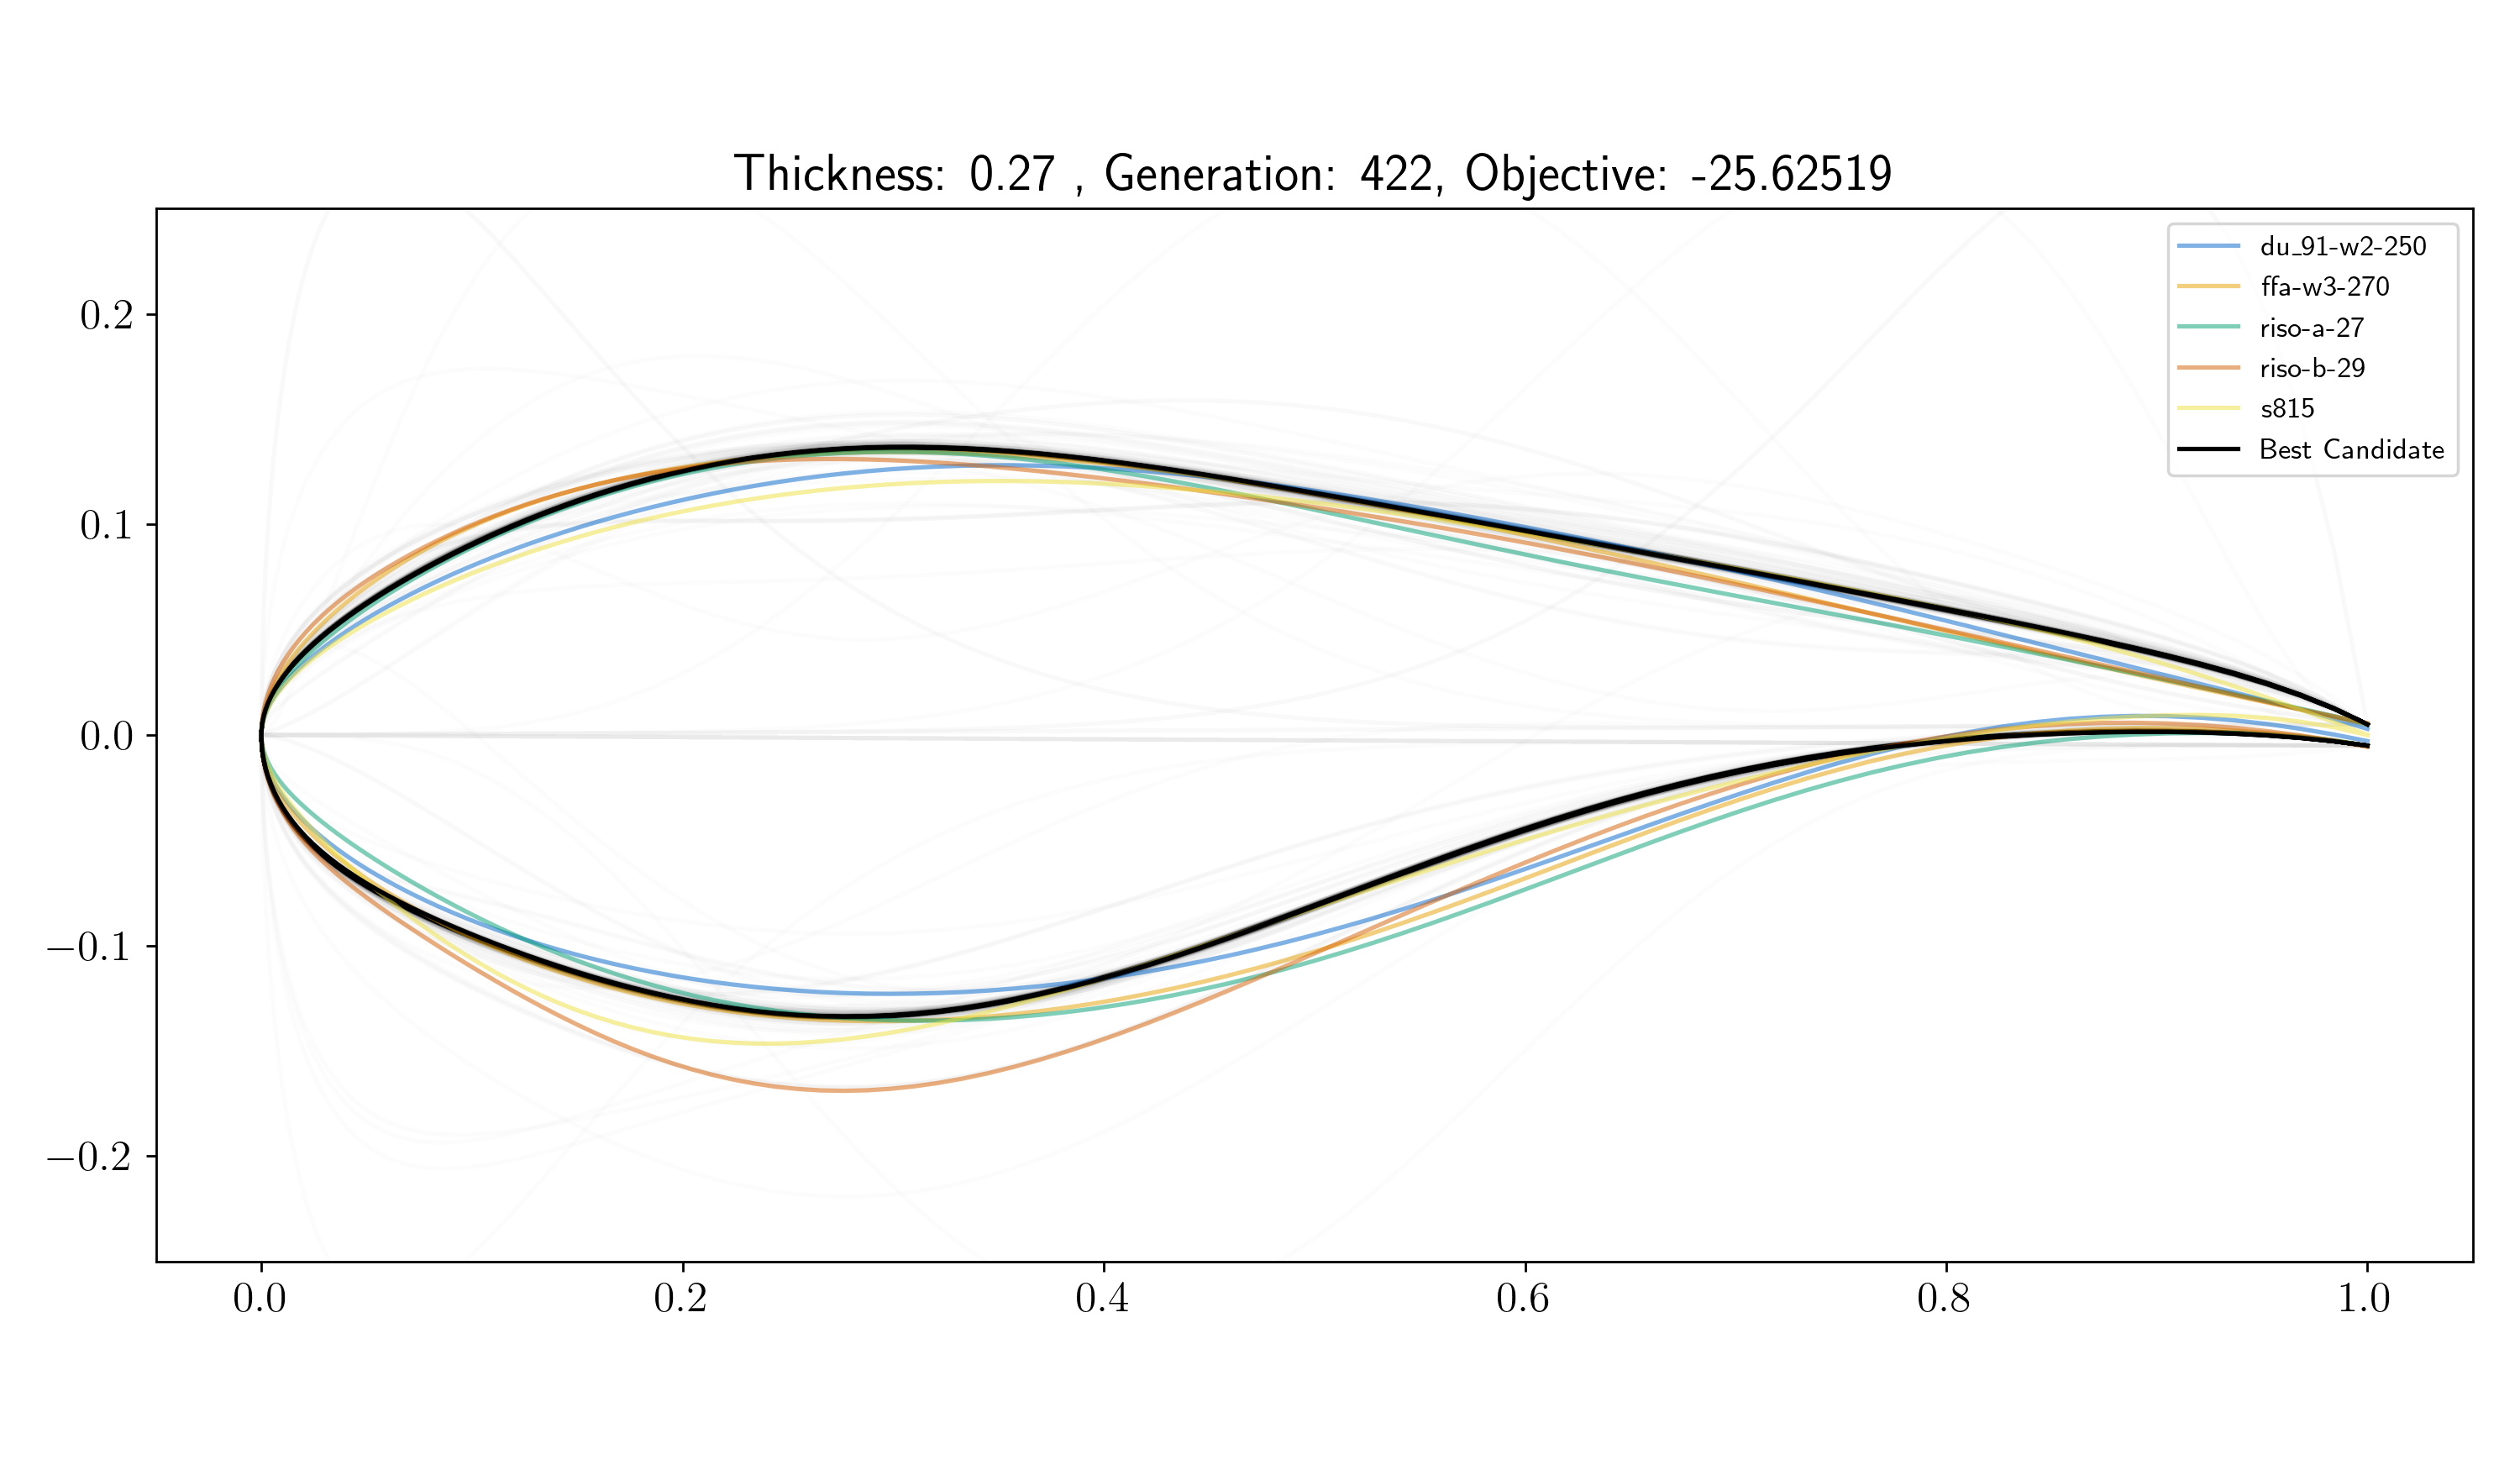 Thickness: 0.27 , Generation: 422, Objective: -25.62519
du_91-w2-250
ffa-w3-270
riso-a-27
riso-b-29
s815
Best Candidate
0.2
0.1
0.0
−0.1
−0.2
0.0 0.2 0.4 0.6 0.8 1.0